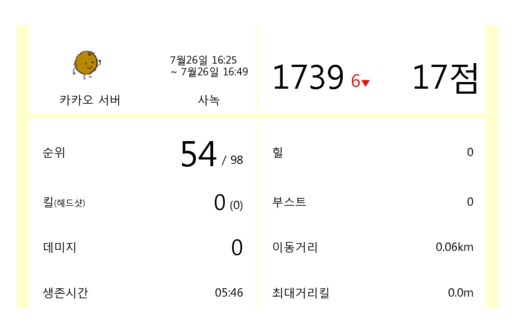 7월26일 16:25
~ 7월26일 16:49
카카오 서버
사녹
1739 6▼
17점
순위
54 / 98
킬(헤드샷)
0 (0)
데미지
0
생존시간
05:46
힐
0
부스트
0
이동거리
0.06km
최대거리킬
0.0m